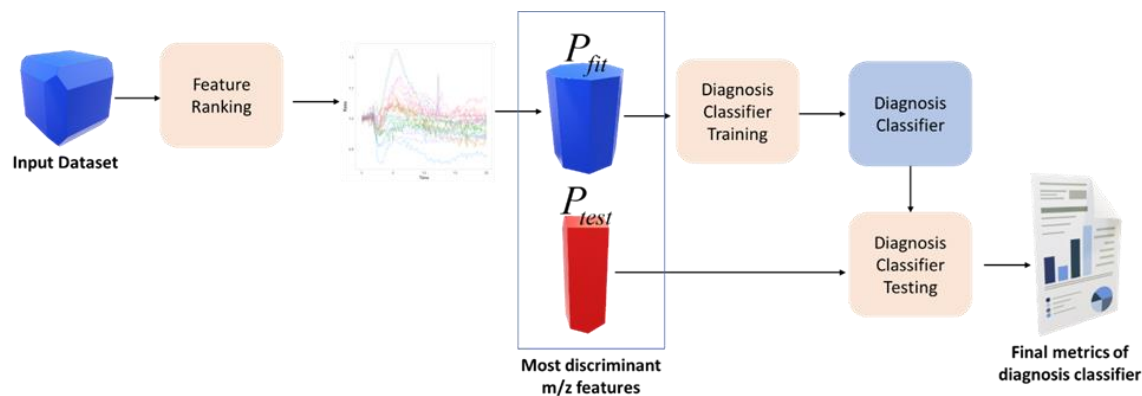 Input Dataset
Feature
Ranking
Time
P_fit
P_test
Most discriminant
m/z features
Diagnosis
Classifier
Training
Diagnosis
Classifier
Diagnosis
Classifier
Testing
Final metrics of
diagnosis classifier